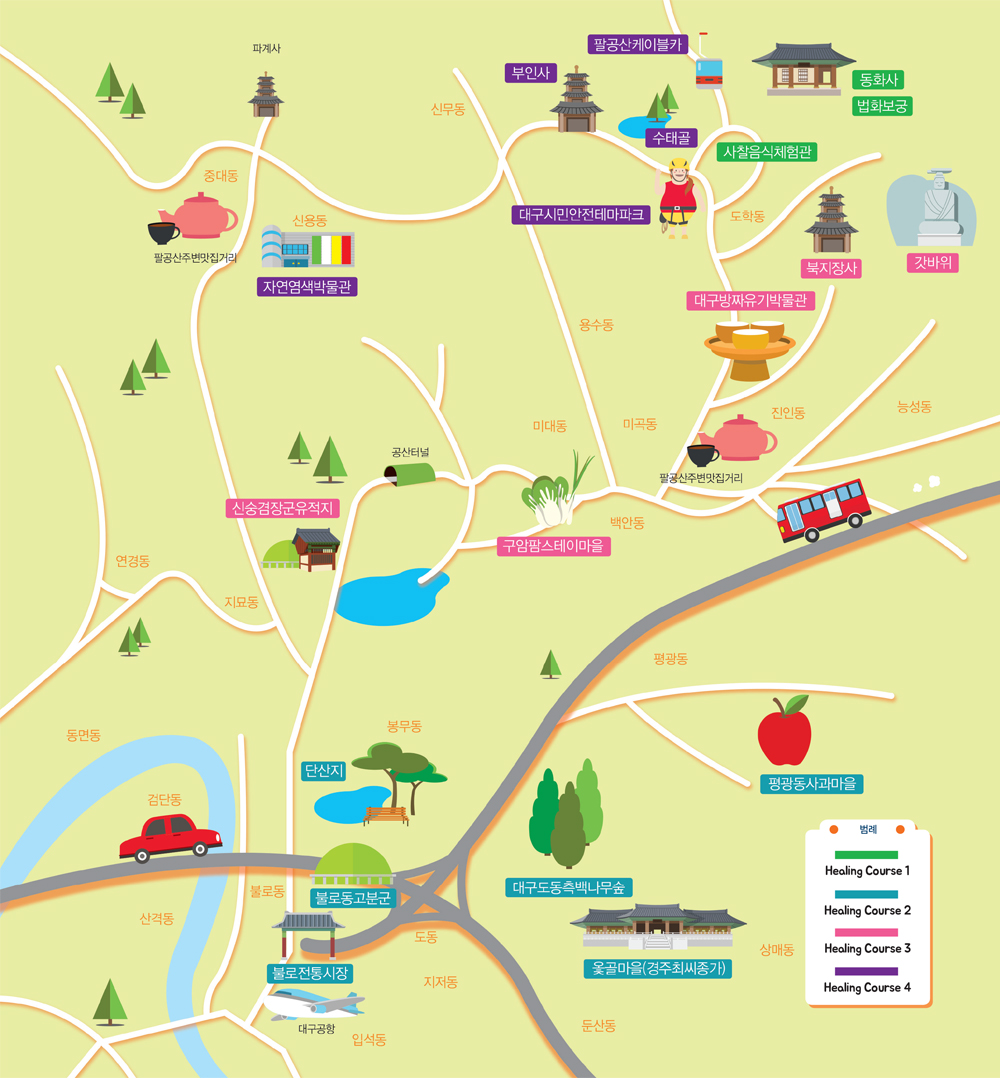 팔공산케이블카
파계사
부인사
동화사
법화보궁
신무동
수태골
사찰음식체험관
중대동
대구시민안전테마파크
도학동
신용동
팔공산주변맛집거리
북지장사
갓바위
자연염색박물관
대구방짜유기박물관
용수동
능성동
진인동
미대동
미곡동
공산터널
팔공산주변맛집거리
신숭겸장군유적지
백안동
구암팜스테이마을
연경동
지묘동
평광동
봉무동
동면동
단산지
평광동사과마을
검단동
범례
Healing Course 1
Healing Course 2
Healing Course 3
Healing Course 4
대구도동측백나무숲
불로동
불로동고분군
산격동
도동
상매동
옻골마을(경주최씨종가)
불로전통시장
지저동
대구공항
둔산동
입석동